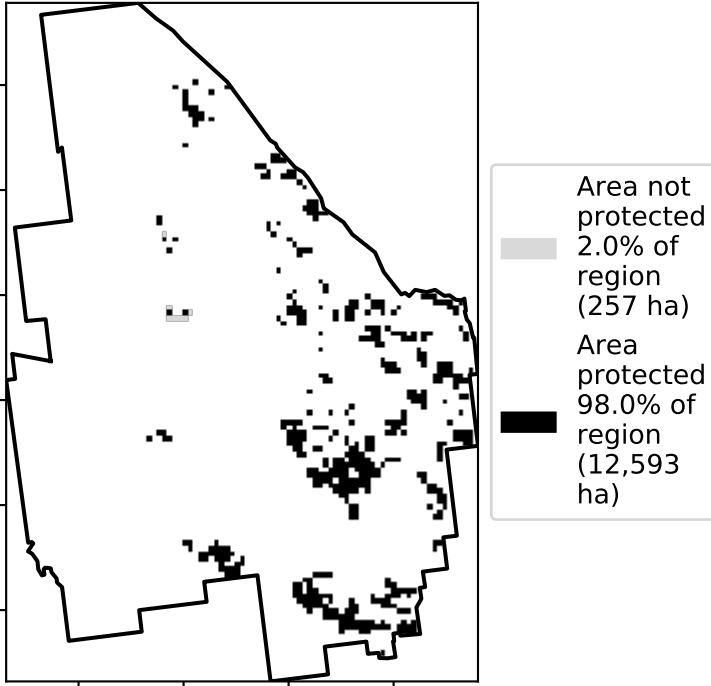 Area not
protected
2.0% of
region
(257 ha)
Area
protected
98.0% of
region
(12,593
ha)